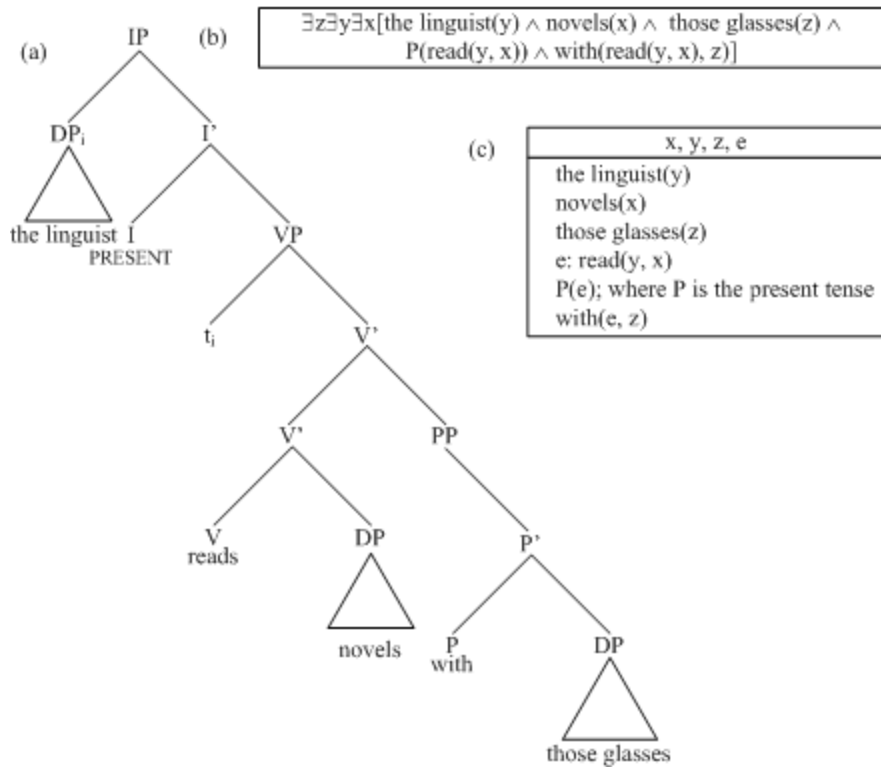 (a)
IP
(b)
∃z∃y∃x[the linguist(y) ∧ novels(x) ∧ those glasses(z) ∧
P(read(y, x)) ∧ with(read(y, x), z)]
DPᵢ
I'
(c)
x, y, z, e
the linguist(y)
novels(x)
those glasses(z)
e: read(y, x)
P(e); where P is the present tense
with(e, z)
the linguist
I
PRESENT
VP
tᵢ
V'
V'
PP
V
reads
DP
P'
novels
P
with
DP
those glasses